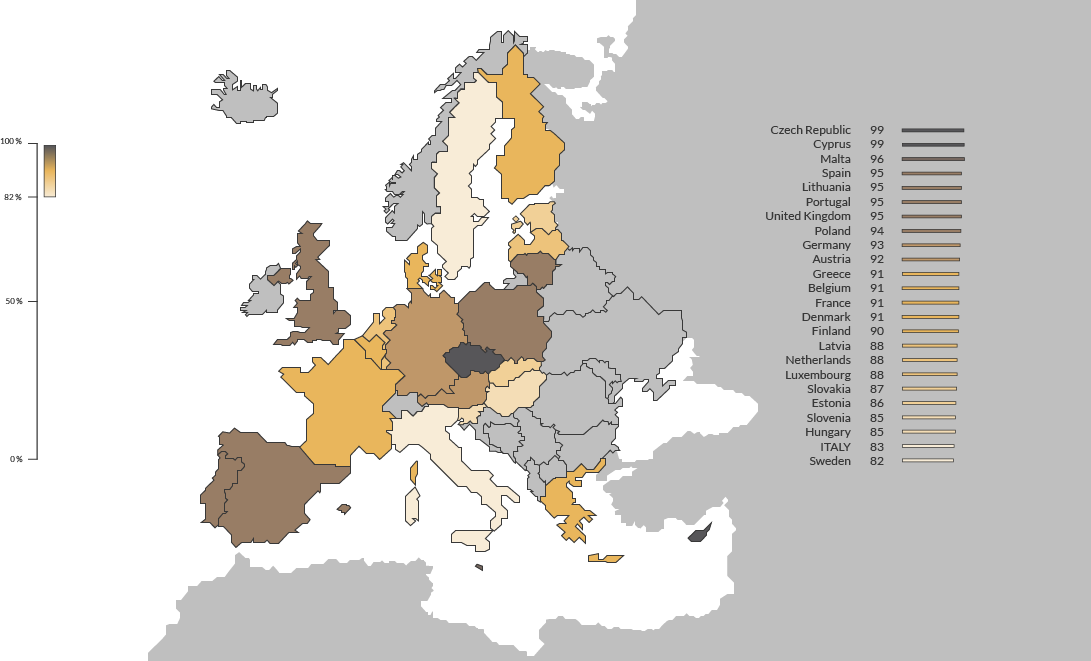 100%
82%
50%
0%
Czech Republic 99
Cyprus 99
Malta 96
Spain 95
Lithuania 95
Portugal 95
United Kingdom 95
Poland 94
Germany 93
Austria 92
Greece 91
Belgium 91
France 91
Denmark 91
Finland 90
Latvia 88
Netherlands 88
Luxembourg 88
Slovakia 87
Estonia 86
Slovenia 85
Hungary 85
ITALY 83
Sweden 82